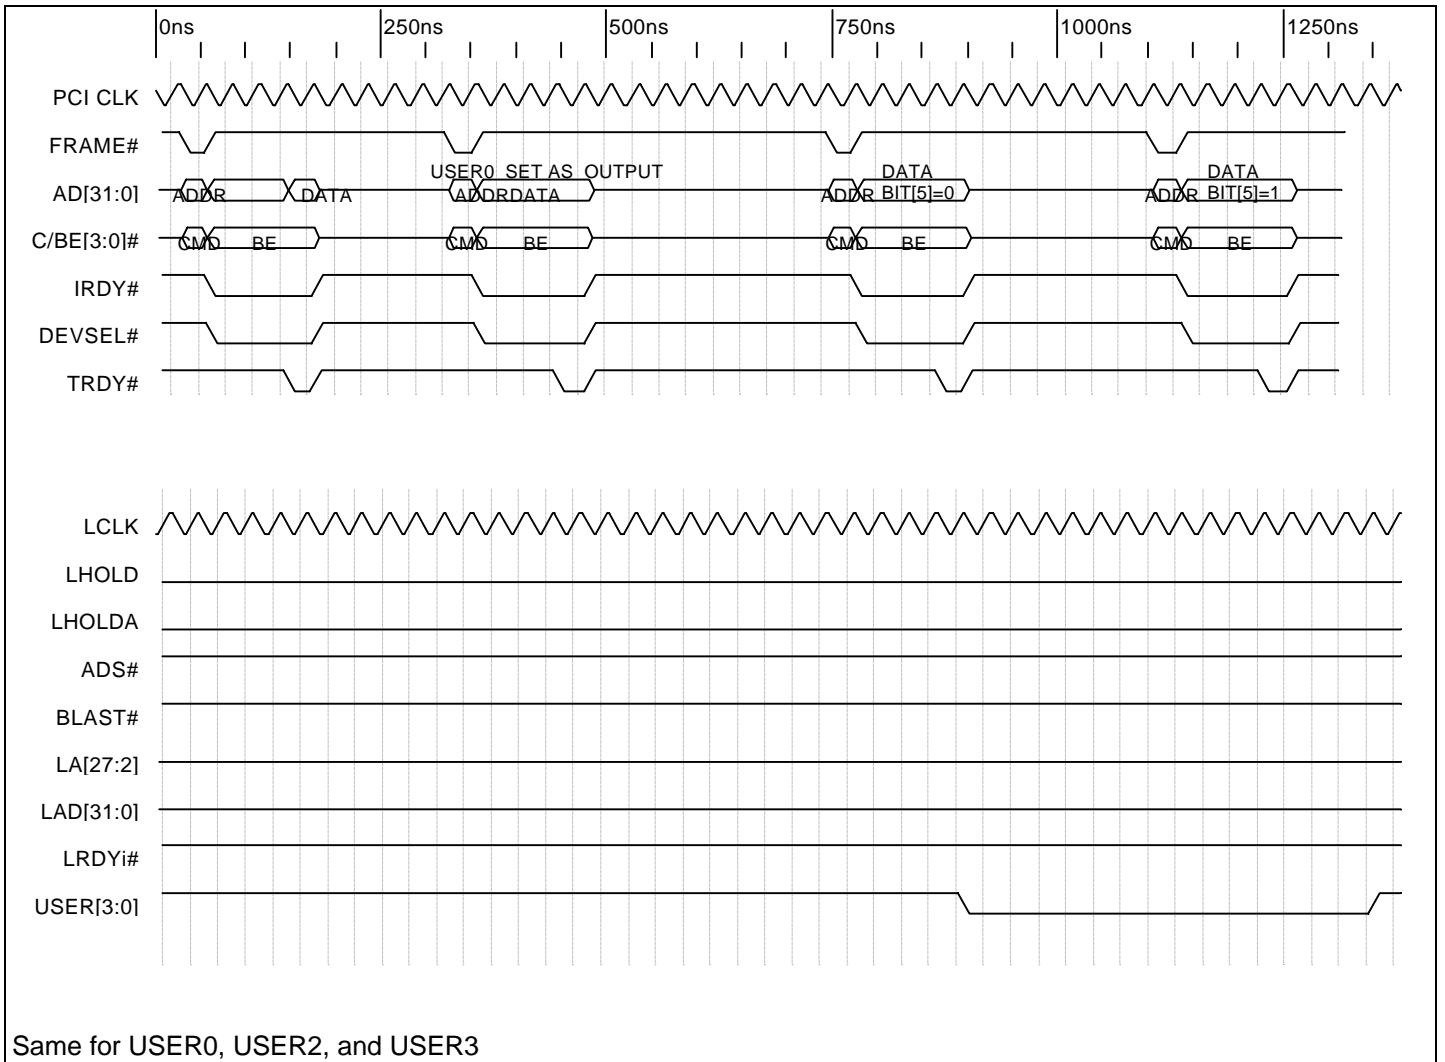 0ns 250ns 500ns 750ns 1000ns 1250ns
PCI CLK
FRAME#
USER0 SET AS OUTPUT DATA DATA
AD[31:0] ADDR DATA ADDR DATA ADDR BIT[5]=0 ADDR BIT[5]=1
C/BE[3:0]# CMD BE CMD BE CMD BE CMD BE
IRDY#
DEVSEL#
TRDY#
LCLK
LHOLD
LHOLDA
ADS#
BLAST#
LA[27:2]
LAD[31:0]
LRDYi#
USER[3:0]
Same for USER0, USER2, and USER3